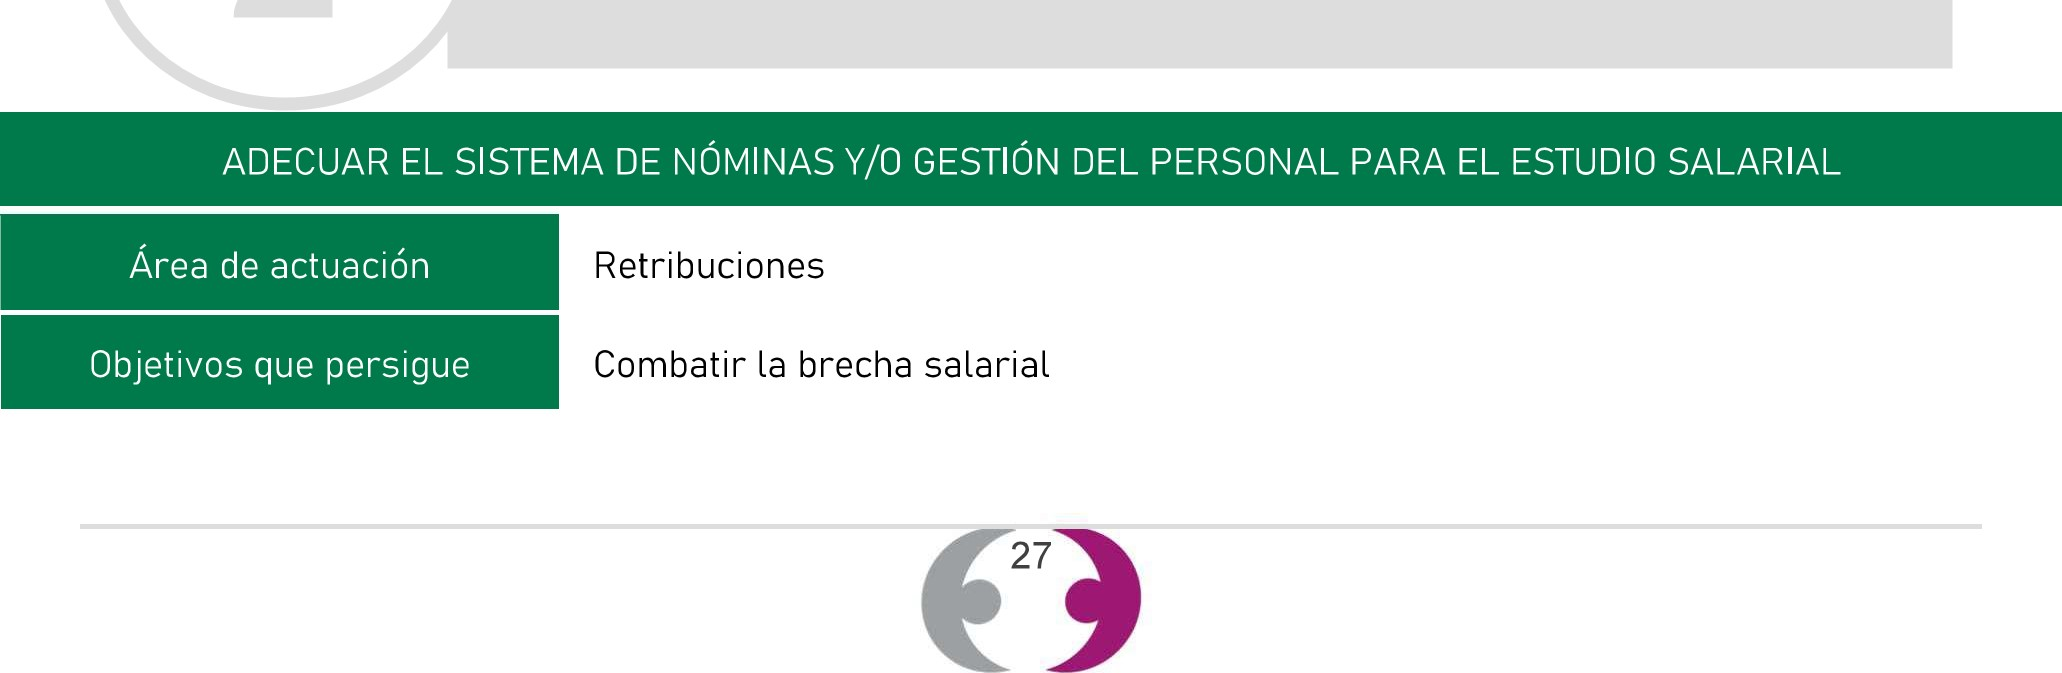 ADECUAR EL SISTEMA DE NÓMINAS Y/O GESTIÓN DEL PERSONAL PARA EL ESTUDIO SALARIAL
Área de actuación Retribuciones
Objetivos que persigue Combatir la brecha salarial
27